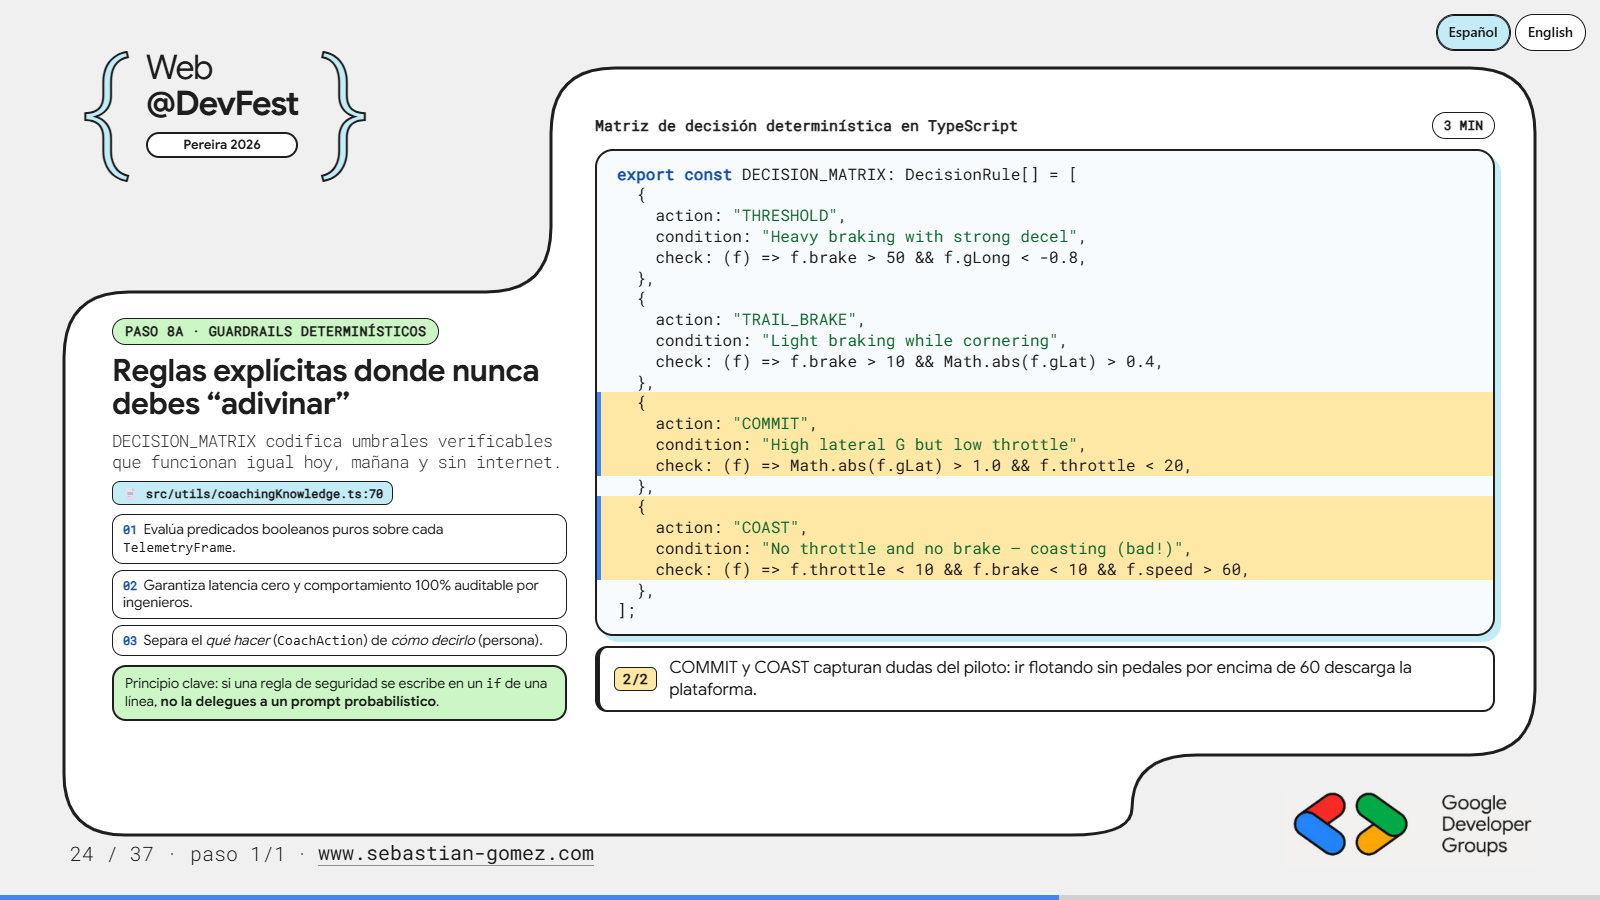 Español
English
Web
@DevFest
Pereira 2026
PASO 8A · GUARDRAILS DETERMINÍSTICOS
Reglas explícitas donde nunca
debes “adivinar”
DECISION_MATRIX codifica umbrales verificables
que funcionan igual hoy, mañana y sin internet.
src/utils/coachingKnowledge.ts:70
01 Evalúa predicados booleanos puros sobre cada
TelemetryFrame.
02 Garantiza latencia cero y comportamiento 100% auditable por
ingenieros.
03 Separa el qué hacer (CoachAction) de cómo decirlo (persona).
Principio clave: si una regla de seguridad se escribe en un if de una
línea, no la delegues a un prompt probabilístico.
Matriz de decisión determinística en TypeScript
3 MIN
export const DECISION_MATRIX: DecisionRule[] = [
  {
    action: "THRESHOLD",
    condition: "Heavy braking with strong decel",
    check: (f) => f.brake > 50 && f.gLong < -0.8,
  },
  {
    action: "TRAIL_BRAKE",
    condition: "Light braking while cornering",
    check: (f) => f.brake > 10 && Math.abs(f.gLat) > 0.4,
  },
  {
    action: "COMMIT",
    condition: "High lateral G but low throttle",
    check: (f) => Math.abs(f.gLat) > 1.0 && f.throttle < 20,
  },
  {
    action: "COAST",
    condition: "No throttle and no brake — coasting (bad!)",
    check: (f) => f.throttle < 10 && f.brake < 10 && f.speed > 60,
  },
];
2/2
COMMIT y COAST capturan dudas del piloto: ir flotando sin pedales por encima de 60 descarga la
plataforma.
24 / 37 · paso 1/1 · www.sebastian-gomez.com
Google
Developer
Groups